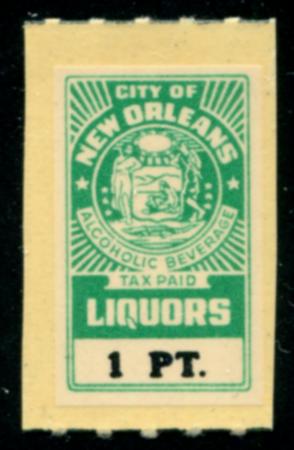 CITY OF
NEW ORLEANS
ALCOHOLIC BEVERAGE
TAX PAID
LIQUORS
1 PT.